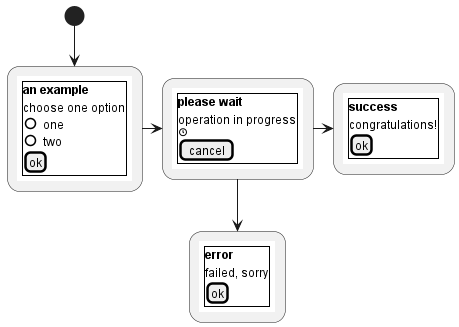 an example
choose one option
one
two
ok
please wait
operation in progress
cancel
success
congratulations!
ok
error
failed, sorry
ok